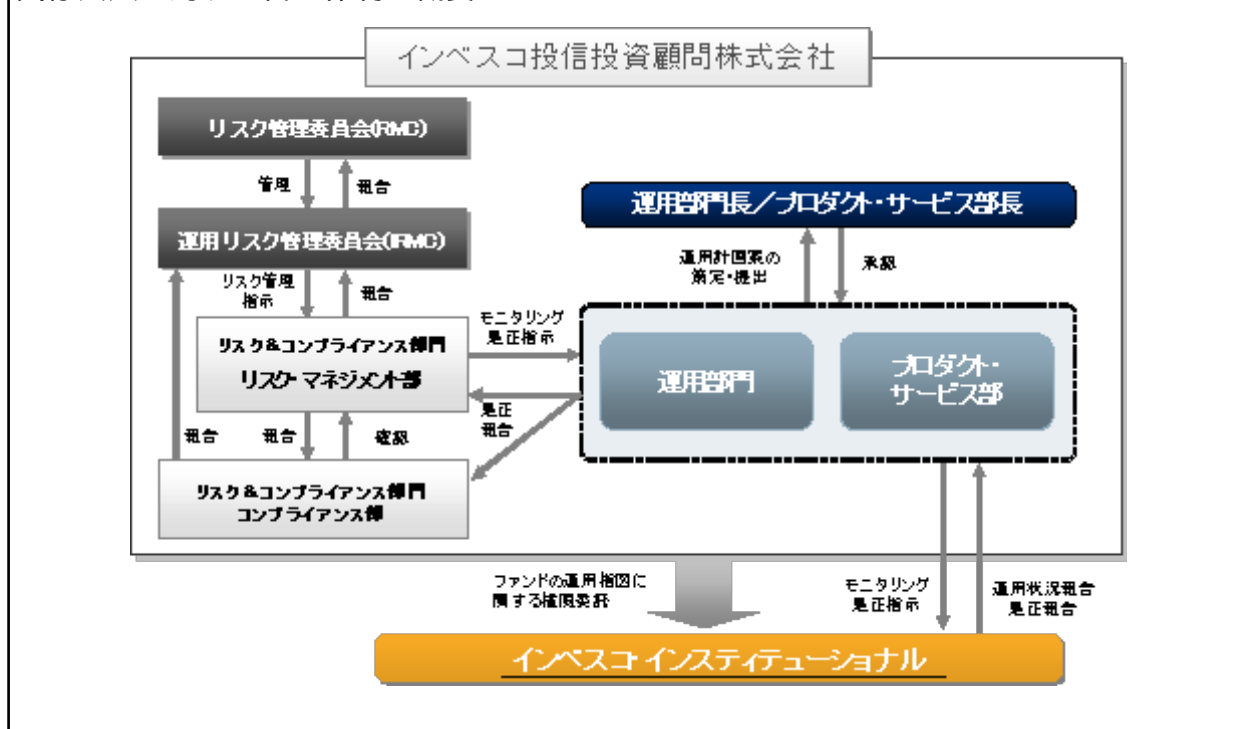 インベスコ投信投資顧問株式会社
リスク管理委員会(RMC)
管理
報告
運用リスク管理委員会(IRMC)
リスク管理
指示
報告
リスク&コンプライアンス部門
リスク・マネジメント部
報告
報告
確認
リスク&コンプライアンス部門
コンプライアンス部
モニタリング
是正指示
是正
報告
運用部門長／プロダクト・サービス部長
運用計画案の
策定・提出
承認
運用部門
プロダクト・
サービス部
ファンドの運用指図に
関する権限委託
モニタリング
是正指示
運用状況報告
是正報告
インベスコ・インスティテューショナル